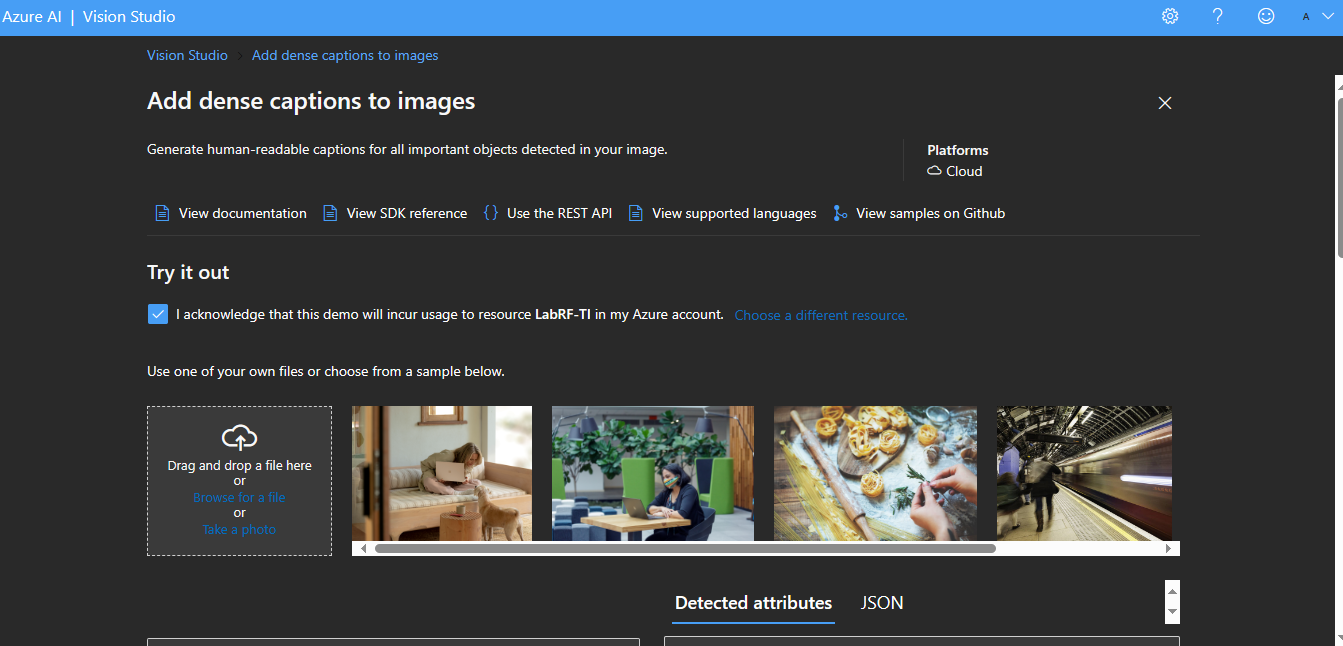 Azure AI | Vision Studio
A
Vision Studio > Add dense captions to images
Add dense captions to images
Generate human-readable captions for all important objects detected in your image.
Platforms
Cloud
View documentation View SDK reference {} Use the REST API View supported languages View samples on Github
Try it out
I acknowledge that this demo will incur usage to resource LabRF-TI in my Azure account. Choose a different resource.
Use one of your own files or choose from a sample below.
Drag and drop a file here
or
Browse for a file
or
Take a photo
Detected attributes JSON